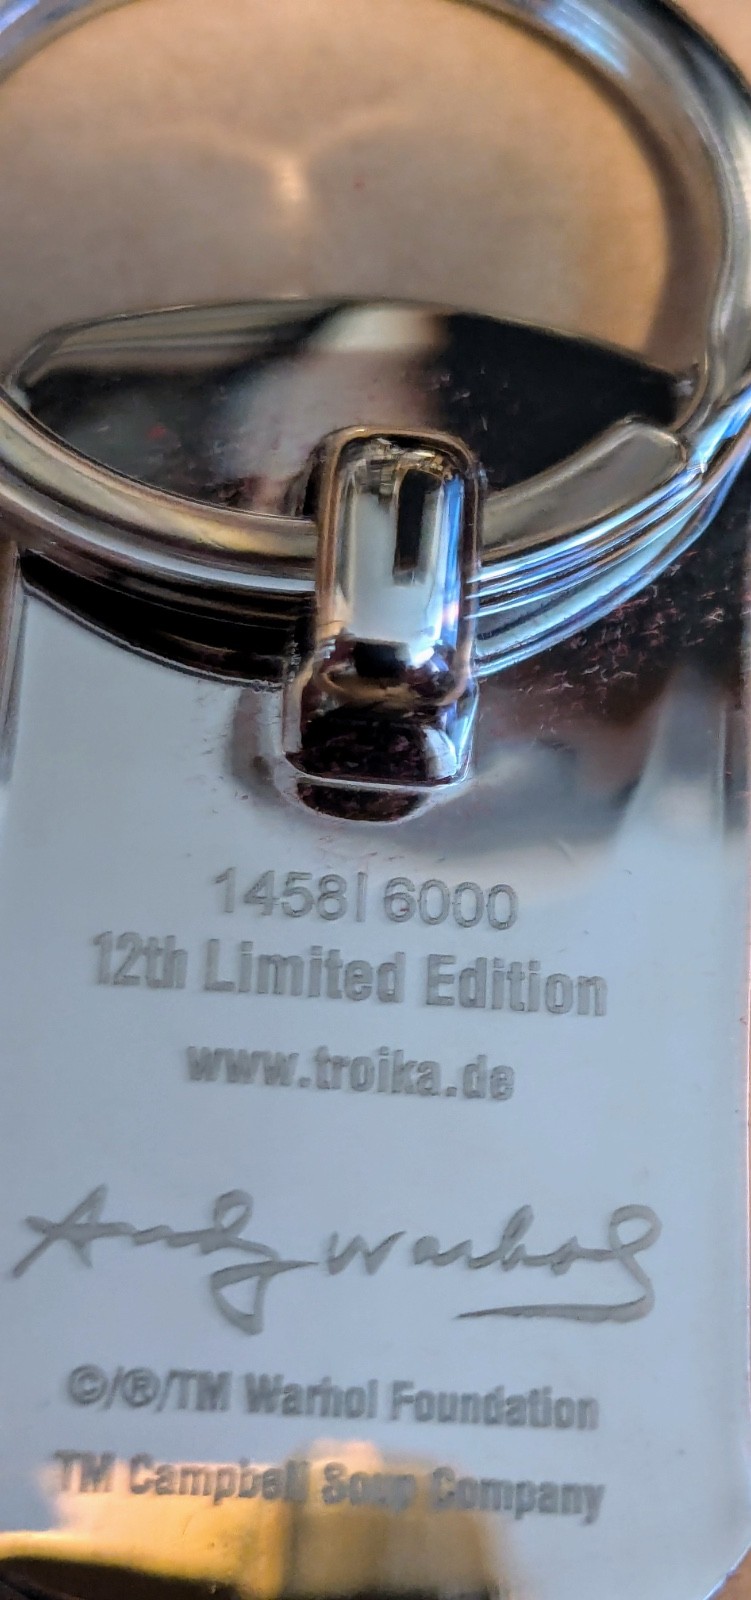 1458| 6000
12th Limited Edition
www.troika.de
Andy Warhol
©/®/TM Warhol Foundation
TM Campbell Soup Company